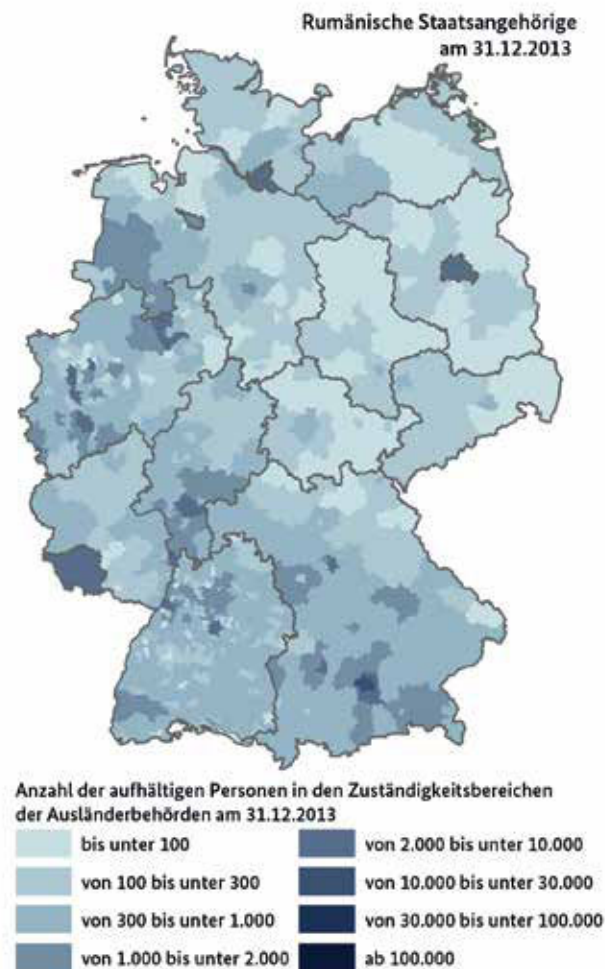 Rumänische Staatsangehörige
am 31.12.2013
Anzahl der aufhältigen Personen in den Zuständigkeitsbereichen
der Ausländerbehörden am 31.12.2013
bis unter 100
von 100 bis unter 300
von 300 bis unter 1.000
von 1.000 bis unter 2.000
von 2.000 bis unter 10.000
von 10.000 bis unter 30.000
von 30.000 bis unter 100.000
ab 100.000